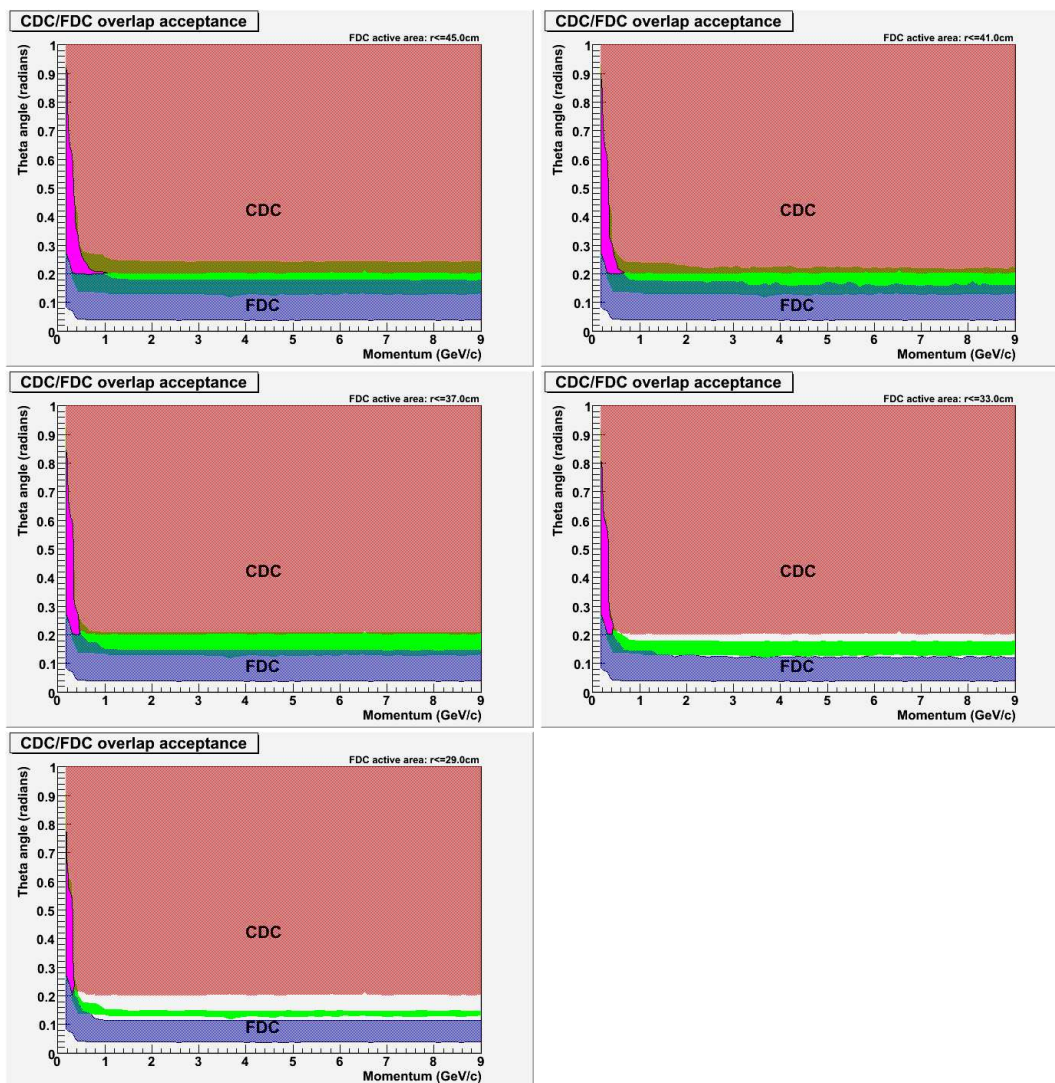 CDC/FDC overlap acceptance
FDC active area: r<=45.0cm
Theta angle (radians)
1
0.9
0.8
0.7
0.6
0.5
0.4
0.3
0.2
0.1
0
CDC
FDC
0 1 2 3 4 5 6 7 8 9
Momentum (GeV/c)
CDC/FDC overlap acceptance
FDC active area: r<=41.0cm
Theta angle (radians)
1
0.9
0.8
0.7
0.6
0.5
0.4
0.3
0.2
0.1
0
CDC
FDC
0 1 2 3 4 5 6 7 8 9
Momentum (GeV/c)
CDC/FDC overlap acceptance
FDC active area: r<=37.0cm
Theta angle (radians)
1
0.9
0.8
0.7
0.6
0.5
0.4
0.3
0.2
0.1
0
CDC
FDC
0 1 2 3 4 5 6 7 8 9
Momentum (GeV/c)
CDC/FDC overlap acceptance
FDC active area: r<=33.0cm
Theta angle (radians)
1
0.9
0.8
0.7
0.6
0.5
0.4
0.3
0.2
0.1
0
CDC
FDC
0 1 2 3 4 5 6 7 8 9
Momentum (GeV/c)
CDC/FDC overlap acceptance
FDC active area: r<=29.0cm
Theta angle (radians)
1
0.9
0.8
0.7
0.6
0.5
0.4
0.3
0.2
0.1
0
CDC
FDC
0 1 2 3 4 5 6 7 8 9
Momentum (GeV/c)